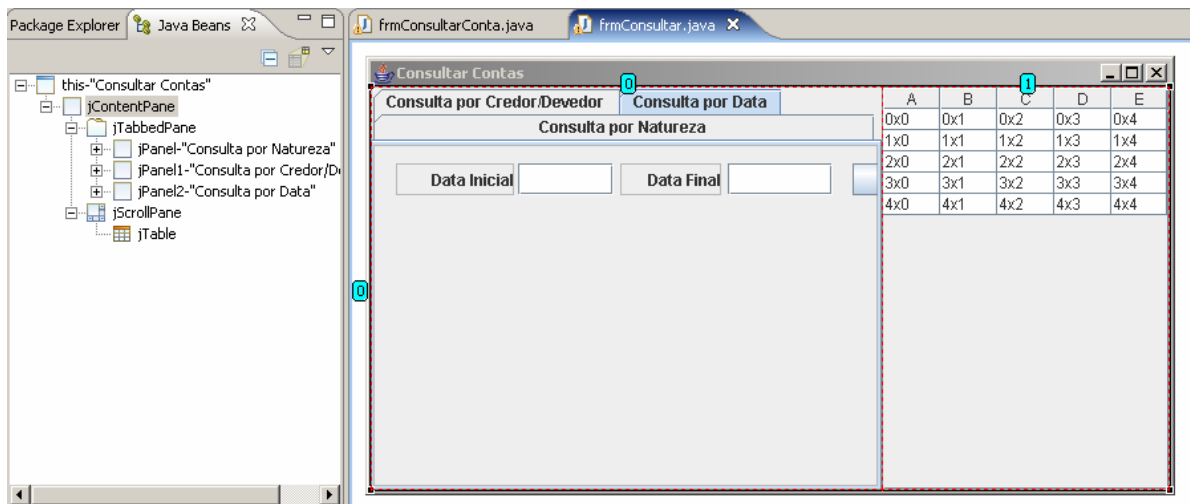 Package Explorer Java Beans
frmConsultarConta.java frmConsultar.java
this-"Consultar Contas"
jContentPane
jTabbedPane
jPanel-"Consulta por Natureza"
jPanel1-"Consulta por Credor/De
jPanel2-"Consulta por Data"
jScrollPane
jTable
Consultar Contas
0 1
Consulta por Credor/Devedor Consulta por Data
Consulta por Natureza
Data Inicial Data Final
0
A B C D E
0x0 0x1 0x2 0x3 0x4
1x0 1x1 1x2 1x3 1x4
2x0 2x1 2x2 2x3 2x4
3x0 3x1 3x2 3x3 3x4
4x0 4x1 4x2 4x3 4x4